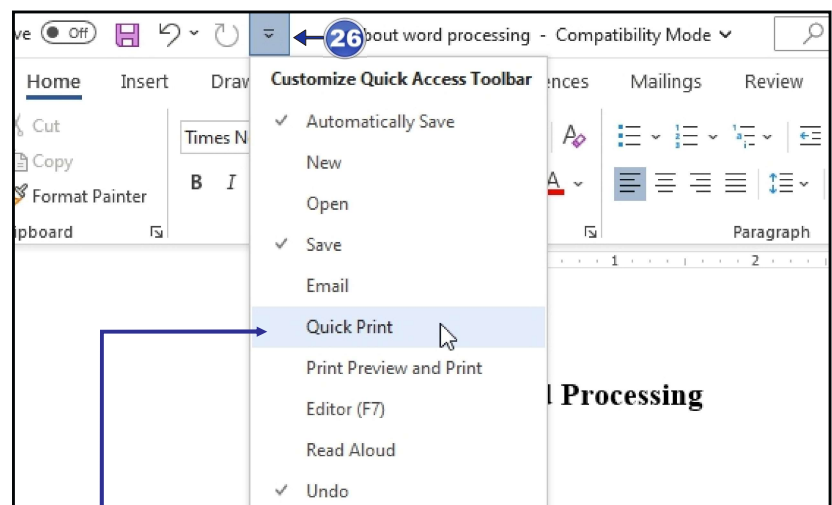 ve Off 26 bout word processing - Compatibility Mode
Home Insert Draw Customize Quick Access Toolbar ences Mailings Review
Cut
Copy
Format Painter
ipboard
Times N
B I
A
Paragraph
Automatically Save
New
Open
Save
Email
Quick Print
Print Preview and Print
Editor (F7)
Read Aloud
Undo
1 2
Processing